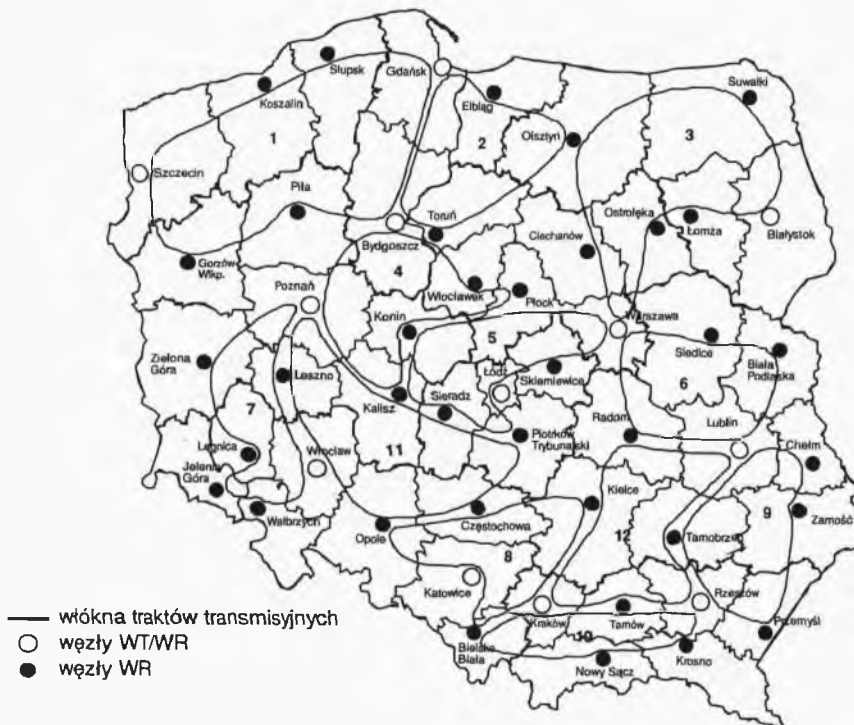 Słupsk
Gdańsk
Koszalin
Elbląg
Suwałki
1
2
Olsztyn
3
Szczecin
Piła
Toruń
Ostrołęka
Łomża
Białystok
Bydgoszcz
Ciechanów
Gorzów
Wlkp.
4
Poznań
Włocławek
Płock
Konin
Warszawa
5
Siedlce
Zielona
Góra
Łódź
Biała
Podlaska
Leszno
Skierniewice
6
Kalisz
Sieradz
7
Radom
Lublin
Legnica
Wrocław
11
Piotrków
Trybunalski
Chełm
Jelenia
Góra
Kielce
Wałbrzych
Częstochowa
9
Zamość
Opole
12
Tarnobrzeg
8
Katowice
Rzeszów
Kraków
Tarnów
Przemyśl
10
Bielsko
Biała
Krosno
Nowy Sącz
włókna traktów transmisyjnych
węzły WT/WR
węzły WR